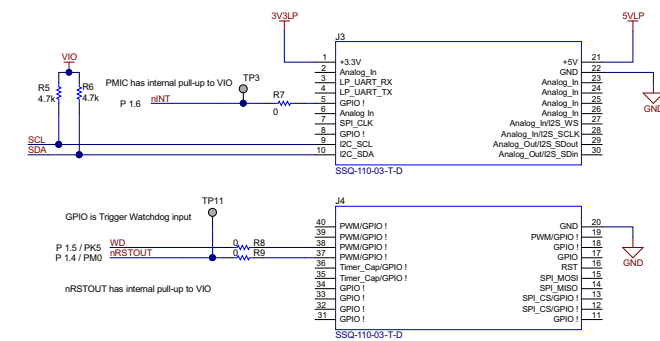 3V3LP
5VLP
J3
VIO
R5
4.7k
R6
4.7k
PMIC has internal pull-up to VIO
TP3
P 1.6
nINT
R7
0
SCL
SDA
1 +3.3V
2 Analog_In
3 LP_UART_RX
4 LP_UART_TX
5 GPIO !
6 Analog In
7 SPI_CLK
8 GPIO !
9 I2C_SCL
10 I2C_SDA
+5V 21
GND 22
Analog_In 23
Analog_In 24
Analog_In 25
Analog_In 26
Analog_In/I2S_WS 27
Analog_In/I2S_SCLK 28
Analog_Out/I2S_SDout 29
Analog_Out/I2S_SDin 30
GND
SSQ-110-03-T-D
J4
GPIO is Trigger Watchdog input
TP11
P 1.5 / PK5
WD
0 R8
P 1.4 / PM0
nRSTOUT
0 R9
nRSTOUT has internal pull-up to VIO
40 PWM/GPIO !
39 PWM/GPIO !
38 PWM/GPIO !
37 PWM/GPIO !
36 Timer_Cap/GPIO !
35 Timer_Cap/GPIO !
34 GPIO !
33 GPIO !
32 GPIO !
31 GPIO !
GND 20
PWM/GPIO ! 19
GPIO ! 18
GPIO 17
RST 16
SPI_MOSI 15
SPI_MISO 14
SPI_CS/GPIO ! 13
SPI_CS/GPIO ! 12
GPIO ! 11
GND
SSQ-110-03-T-D